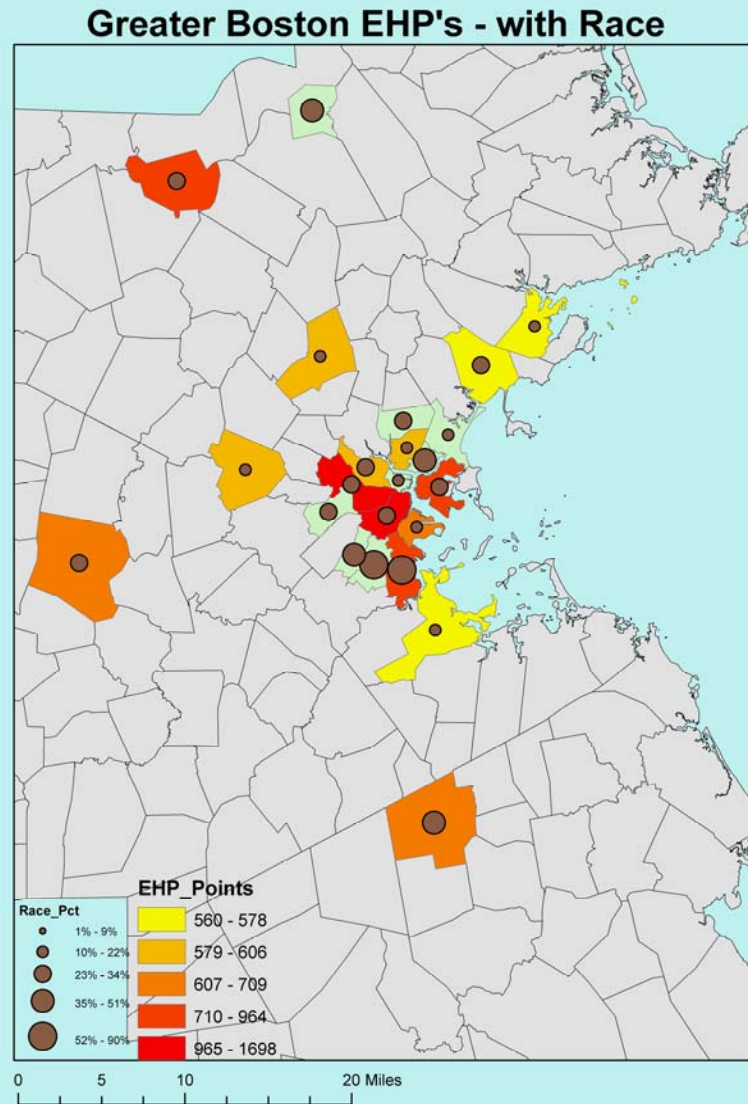 Greater Boston EHP's - with Race
Race_Pct
1% - 9%
10% - 22%
23% - 34%
35% - 51%
52% - 90%
EHP_Points
560 - 578
579 - 606
607 - 709
710 - 964
965 - 1698
0 5 10 20 Miles